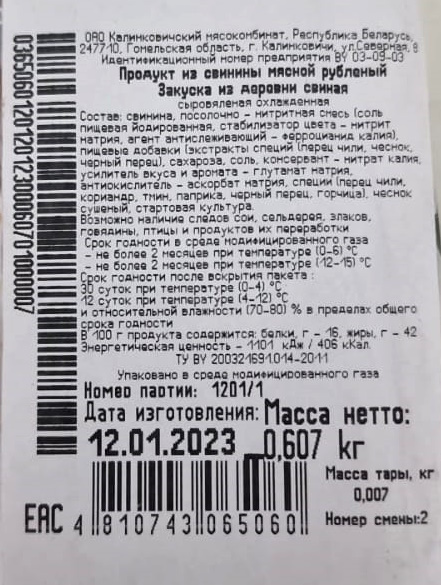 ОАО Калинковичский мясокомбинат, Республика Беларусь,
247710, Гомельская область, г. Калинковичи, ул.Северная, 8
Идентификационный номер предприятия BY 03-09-03
Продукт из свинины мясной рубленый
Закуска из деревни свиная
сыровяленая охлажденная
Состав: свинина, посолочно - нитритная смесь (соль
пищевая йодированная, стабилизатор цвета - нитрит
натрия, агент антислеживающий - ферроцианид калия),
пищевые добавки (экстракты специй (перец чили, чеснок,
черный перец), сахароза, соль, консервант - нитрат калия,
усилитель вкуса и аромата - глутамат натрия,
антиокислитель - аскорбат натрия, специи (перец чили,
кориандр, тмин, паприка, черный перец, горчица), чеснок
сушеный, стартовая культура.
Возможно наличие следов сои, сельдерея, злаков,
говядины, птицы и продуктов их переработки
Срок годности в среде модифицированного газа
- не более 2 месяцев при температуре (0-6) °С
- не более 2 месяцев при температуре (12-15) °С
Срок годности после вскрытия пакета :
30 суток при температуре (0-4) °С
12 суток при температуре (4-12) °С
и относительной влажности (70-80) % в пределах общего
срока годности
В 100 г продукта содержится: белки, г - 16, жиры, г - 42
Энергетическая ценность - 1101 кДж / 406 кКал.
ТУ BY 200321691.014-2011
Упаковано в среде модифицированного газа
Номер партии: 1201/1
Дата изготовления: Масса нетто:
12.01.2023 0,607 кг
Масса тары, кг
0,007
Номер смены:2
EAC 4 810743 065060